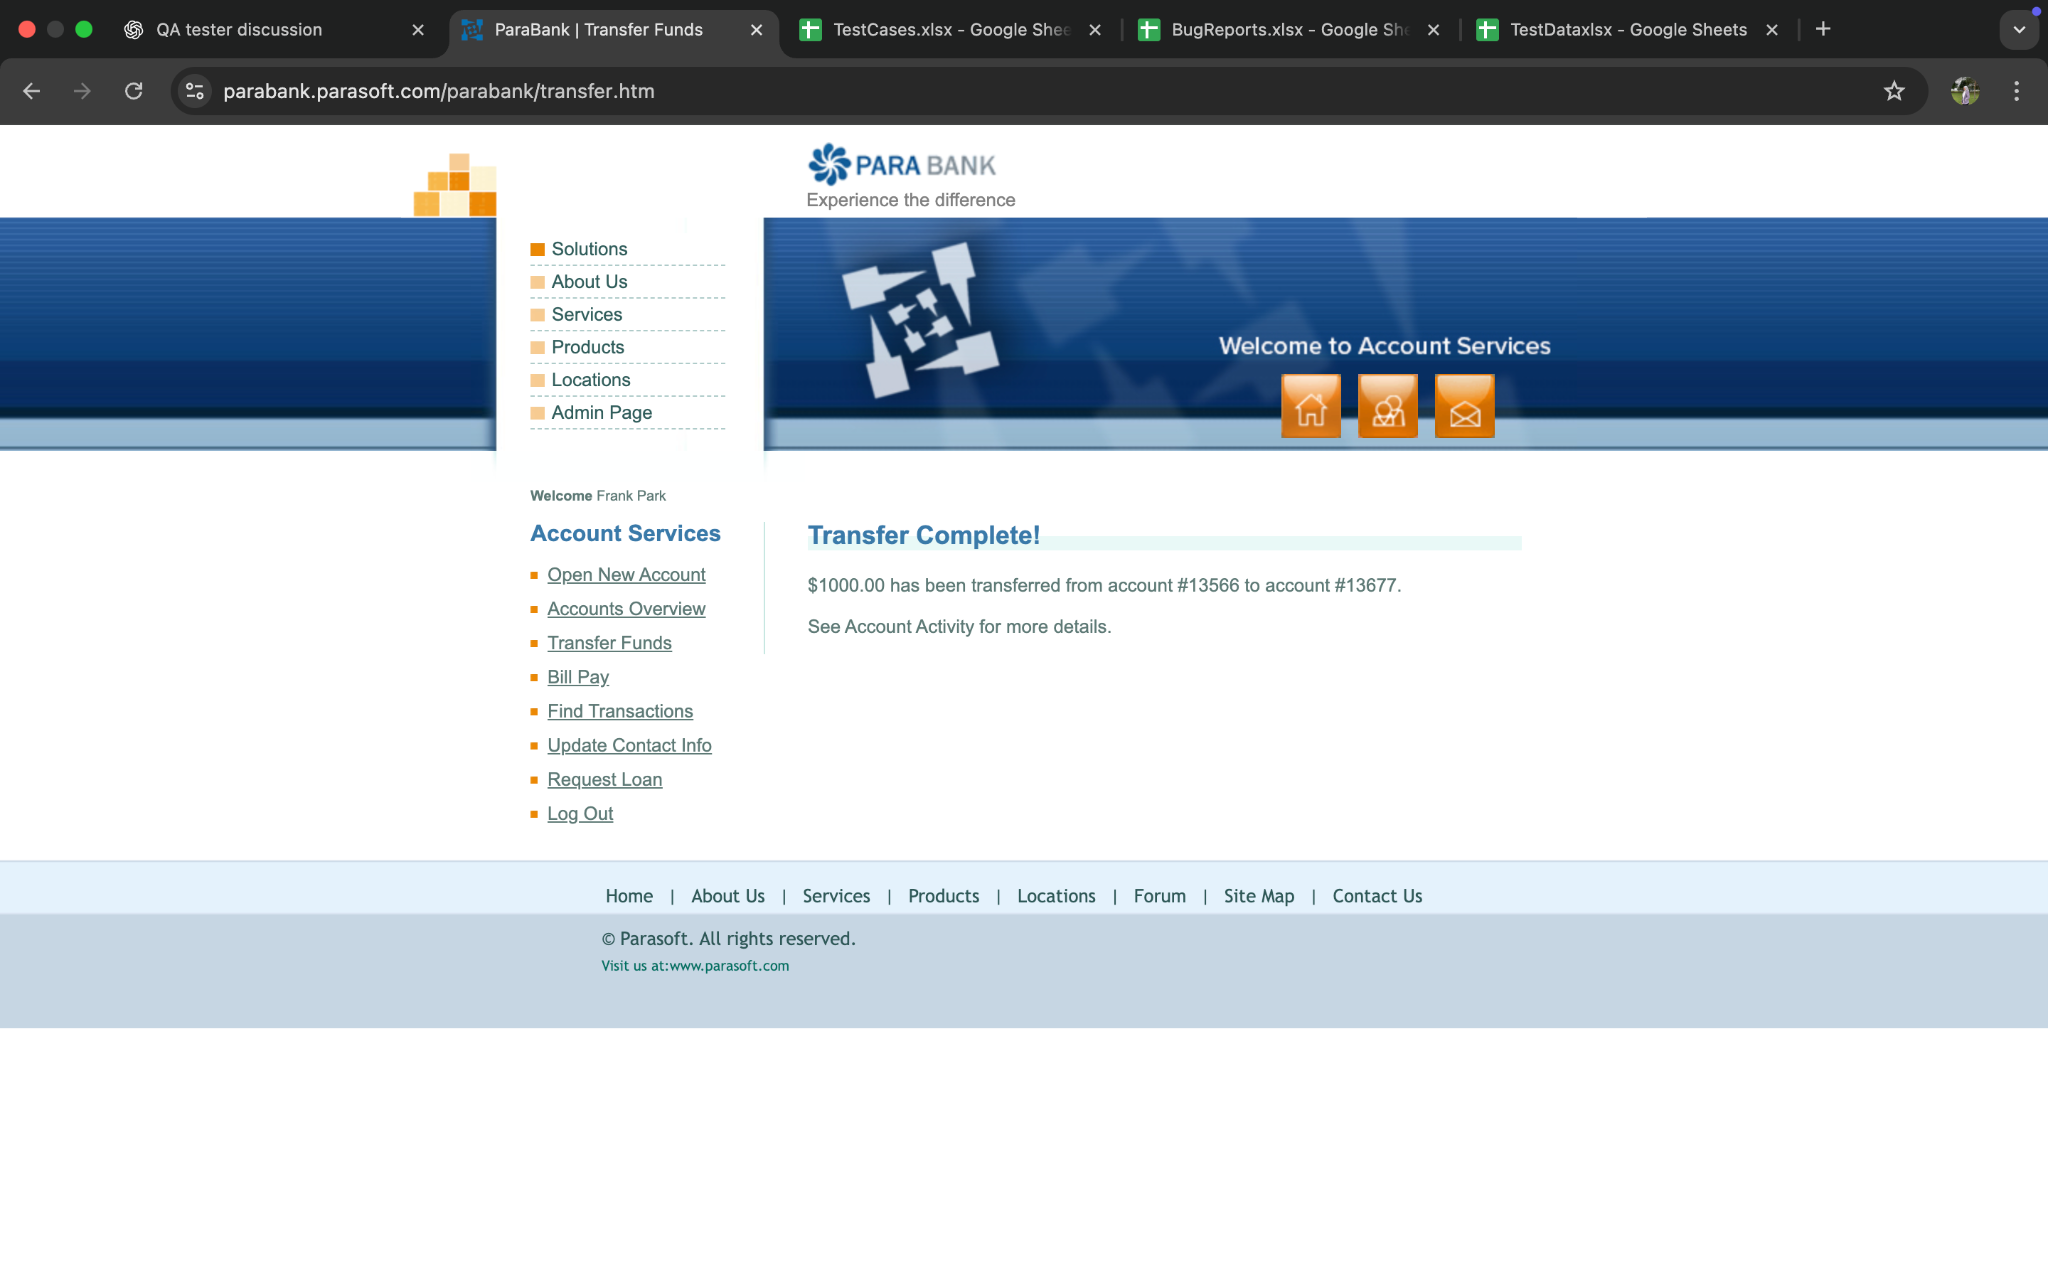 QA tester discussion
ParaBank | Transfer Funds
TestCases.xlsx - Google Shee
BugReports.xlsx - Google She
TestDataxlsx - Google Sheets
parabank.parasoft.com/parabank/transfer.htm
PARA BANK
Experience the difference
Solutions
About Us
Services
Products
Locations
Admin Page
Welcome to Account Services
Welcome Frank Park
Account Services
Open New Account
Accounts Overview
Transfer Funds
Bill Pay
Find Transactions
Update Contact Info
Request Loan
Log Out
Transfer Complete!
$1000.00 has been transferred from account #13566 to account #13677.
See Account Activity for more details.
Home | About Us | Services | Products | Locations | Forum | Site Map | Contact Us
© Parasoft. All rights reserved.
Visit us at:www.parasoft.com